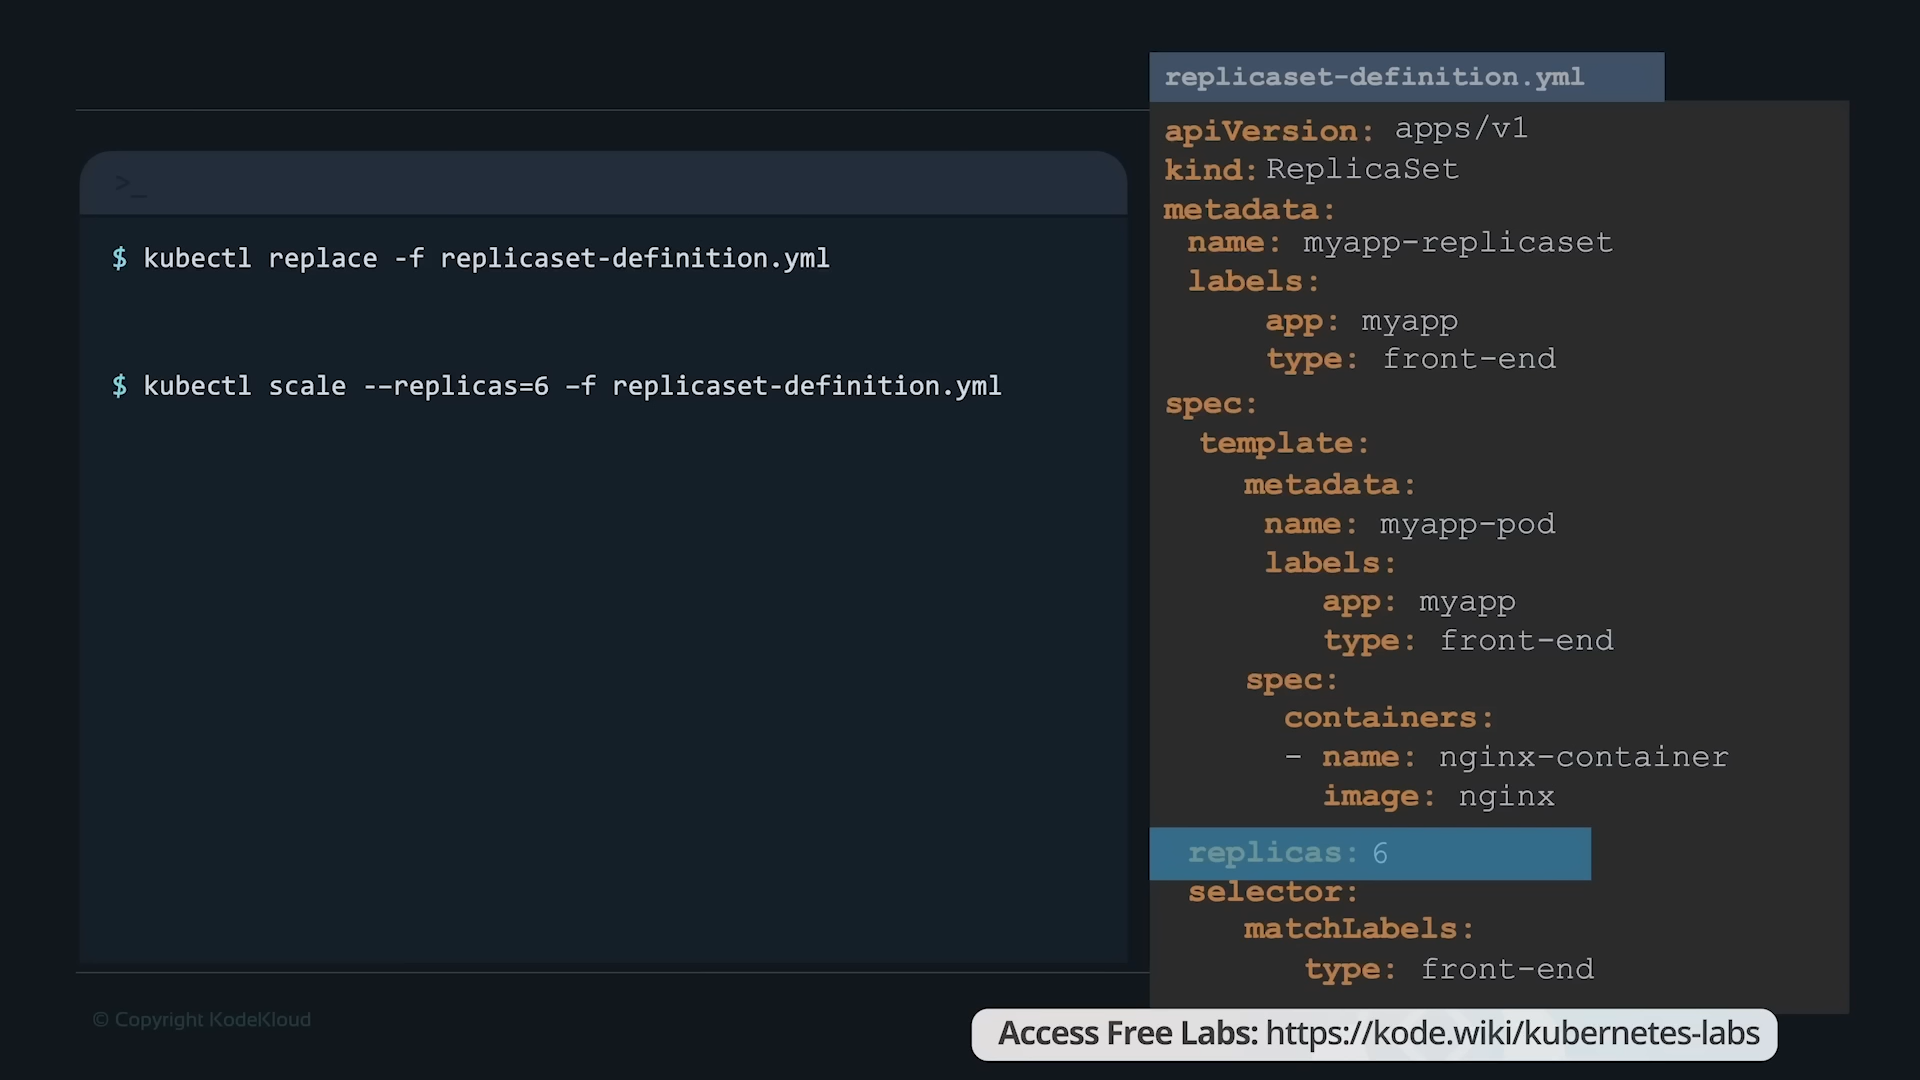 replicaset-definition.yml
>_
$ kubectl replace -f replicaset-definition.yml
$ kubectl scale --replicas=6 –f replicaset-definition.yml
apiVersion: apps/v1
kind: ReplicaSet
metadata:
name: myapp-replicaset
labels:
app: myapp
type: front-end
spec:
template:
metadata:
name: myapp-pod
labels:
app: myapp
type: front-end
spec:
containers:
- name: nginx-container
image: nginx
replicas: 6
selector:
matchLabels:
type: front-end
© Copyright KodeKloud
Access Free Labs: https://kode.wiki/kubernetes-labs